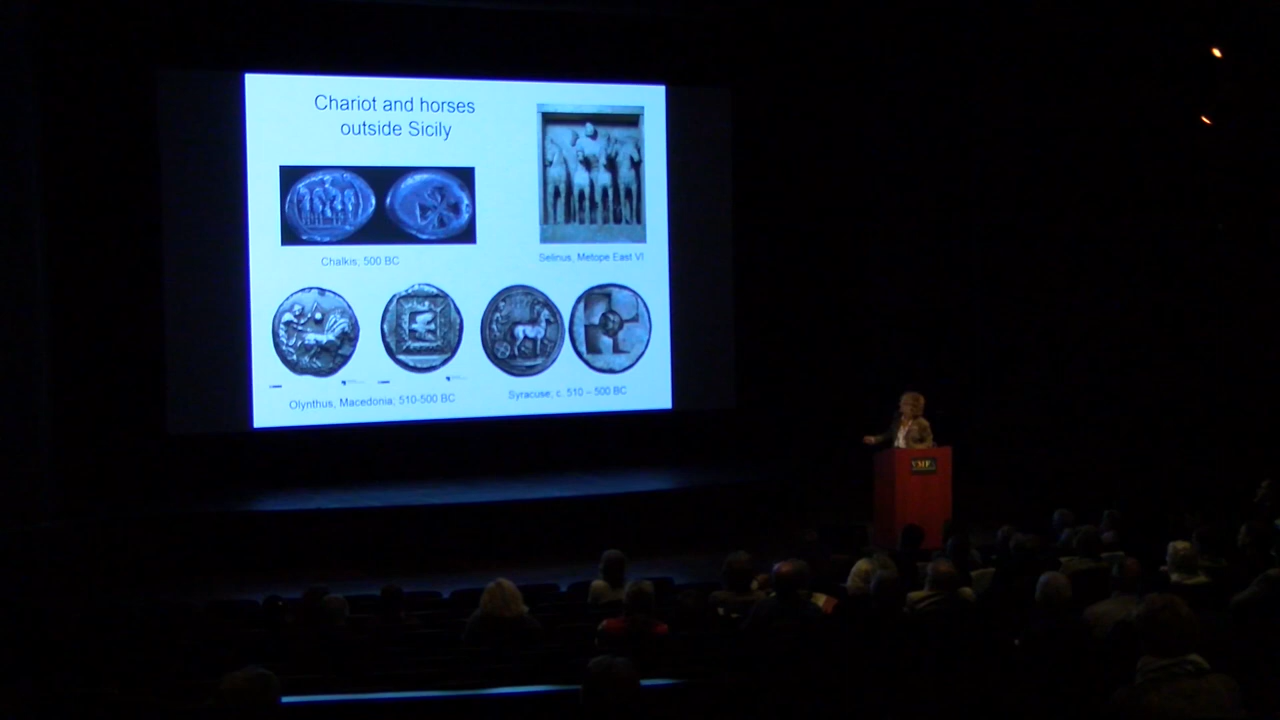 Chariot and horses
outside Sicily
Chalkis; 500 BC
Selinus, Metope East VI
Olynthus, Macedonia; 510-500 BC
Syracuse; c. 510 – 500 BC
VMFA